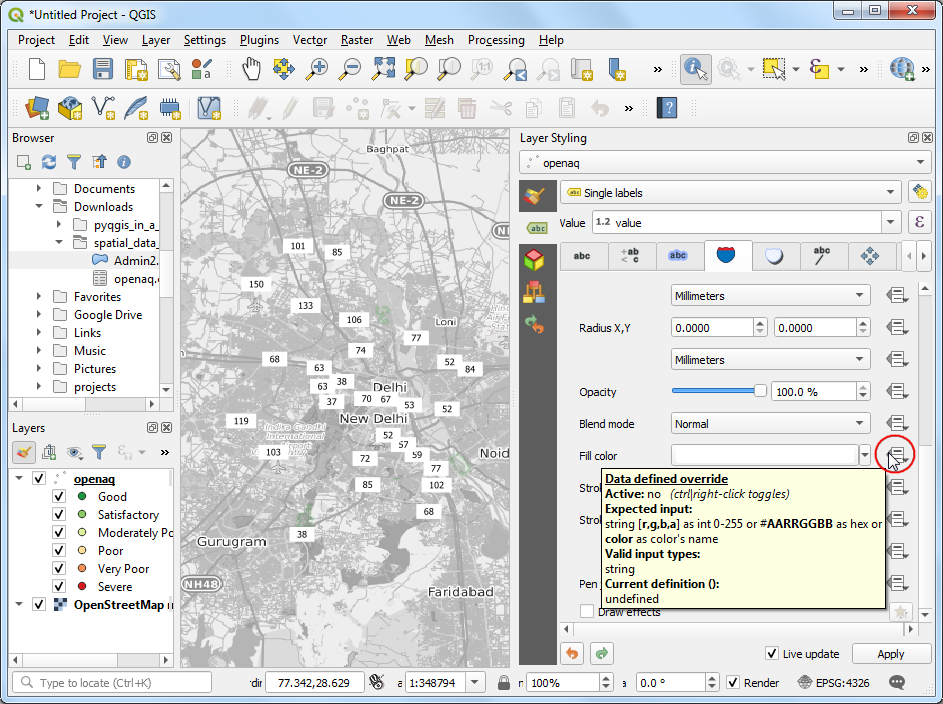 *Untitled Project - QGIS
Project Edit View Layer Settings Plugins Vector Raster Web Mesh Processing Help
Browser
Documents
Downloads
pyqgis_in_a_
spatial_data_
Admin2.
openaq.
Favorites
Google Drive
Links
Music
Pictures
projects
Layers
openaq
Good
Satisfactory
Moderately Po
Poor
Very Poor
Severe
OpenStreetMap
Baghpat
NE-2
NE-2
101
85
150
133
106
Loni
77
74
68
52
84
63
63
38
Delhi
37
70
67
53
52
119
New Delhi
Indira Gandhi
International
52
57
103
72
59
Noid
77
85
102
68
38
Gurugram
NH48
Faridabad
Layer Styling
openaq
abc Single labels
abc
Value 1.2 value ε
abc +ab < c abc abc
Millimeters
Radius X,Y 0.0000 0.0000
Millimeters
Opacity 100.0 %
Blend mode Normal
Fill color
Data defined override
Stro
Active: no (ctrl|right-click toggles)
Expected input:
string [r,g,b,a] as int 0-255 or #AARRGGBB as hex or
Stro
color as color's name
Valid input types:
string
Pen
Current definition ():
undefined
Draw effects
Live update Apply
Type to locate (Ctrl+K) dir 77.342,28.629 a 1:348794 100% a 0.0 ° Render EPSG:4326